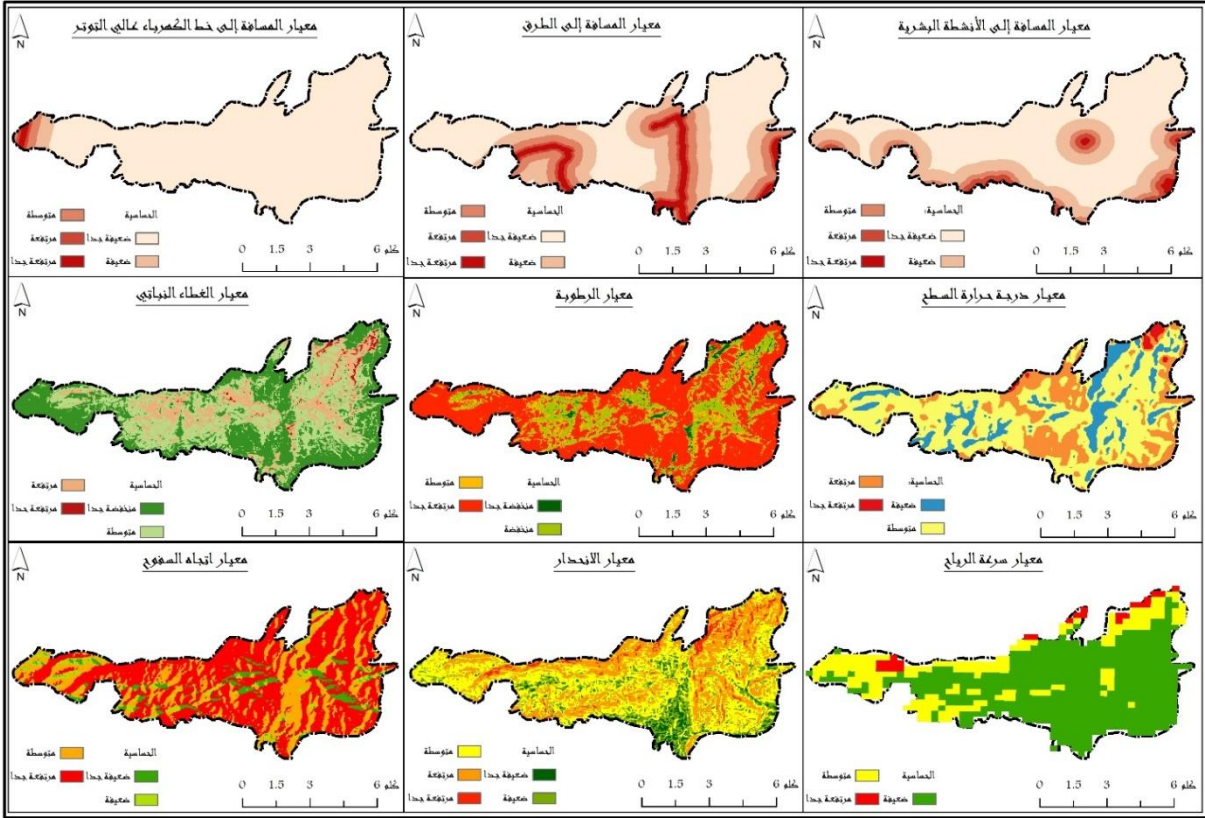 معيار المسافة إلى الأنشطة البشرية
N
الحساسية: متوسطة
ضعيفة جدا مرتفعة
ضعيفة مرتفعة جدا
0 1.5 3 6 كلم
معيار المسافة إلى الطرق
N
الحساسية متوسطة
ضعيفة جدا مرتفعة
ضعيفة مرتفعة جدا
0 1.5 3 6 كلم
معيار المسافة إلى خط الكهرباء عالي التوتر
N
الحساسية متوسطة
ضعيفة جدا مرتفعة
ضعيفة مرتفعة جدا
0 1.5 3 6 كلم
معيار درجة حرارة السطح
N
الحساسية: مرتفعة
ضعيفة مرتفعة جدا
متوسطة
0 1.5 3 6 كلم
معيار الرطوبة
N
الحساسية متوسطة
منخفضة جدا مرتفعة جدا
منخفضة
0 1.5 3 6 كلم
معيار الغطاء النباتي
N
الحساسية مرتفعة
منخفضة جدا مرتفعة جدا
متوسطة
0 1.5 3 6 كلم
معيار سرعة الرياح
N
الحساسية متوسطة
ضعيفة مرتفعة جدا
0 1.5 3 6 كلم
معيار الانحدار
N
الحساسية متوسطة
ضعيفة جدا مرتفعة
ضعيفة مرتفعة جدا
0 1.5 3 6 كلم
معيار اتجاه السفوح
N
الحساسية متوسطة
ضعيفة جدا مرتفعة جدا
ضعيفة
0 1.5 3 6 كلم